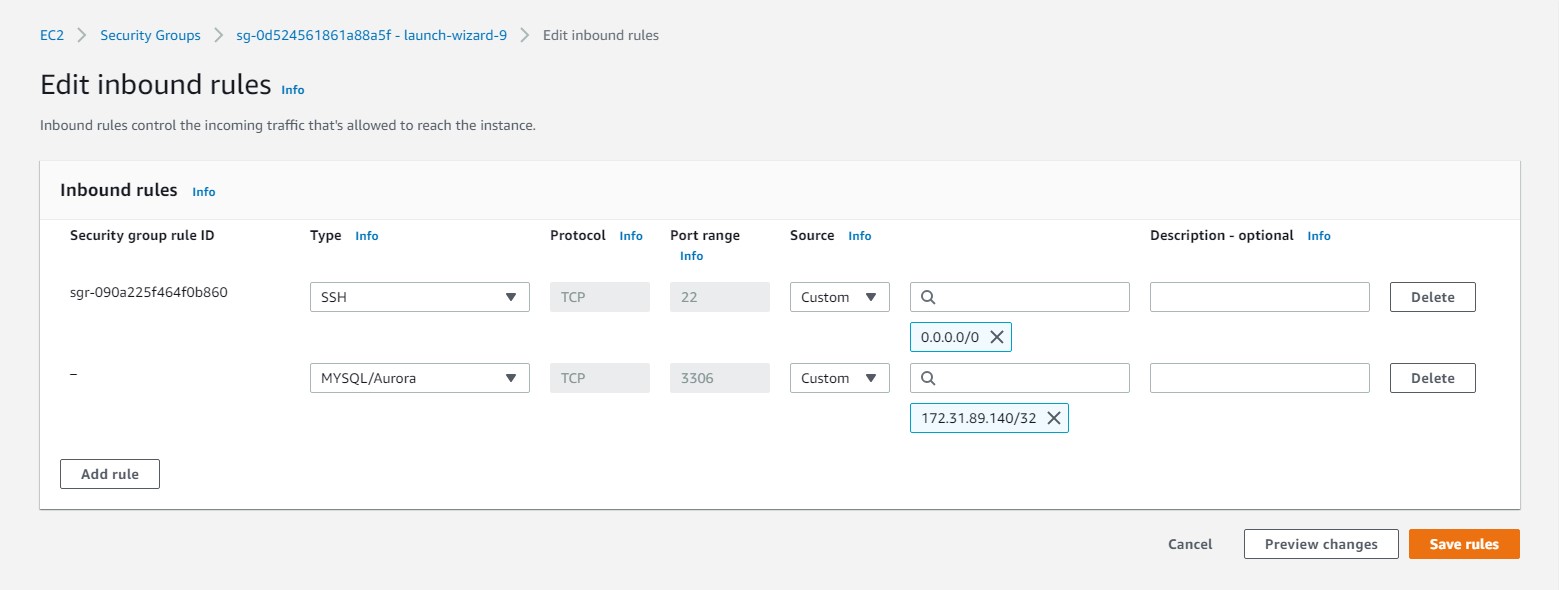 EC2 > Security Groups > sg-0d524561861a88a5f - launch-wizard-9 > Edit inbound rules
Edit inbound rules Info
Inbound rules control the incoming traffic that's allowed to reach the instance.
Inbound rules Info
Security group rule ID Type Info Protocol Info Port range Source Info Description - optional Info
Info
sgr-090a225f464f0b860 SSH TCP 22 Custom Delete
0.0.0.0/0
– MYSQL/Aurora TCP 3306 Custom Delete
172.31.89.140/32
Add rule
Cancel Preview changes Save rules